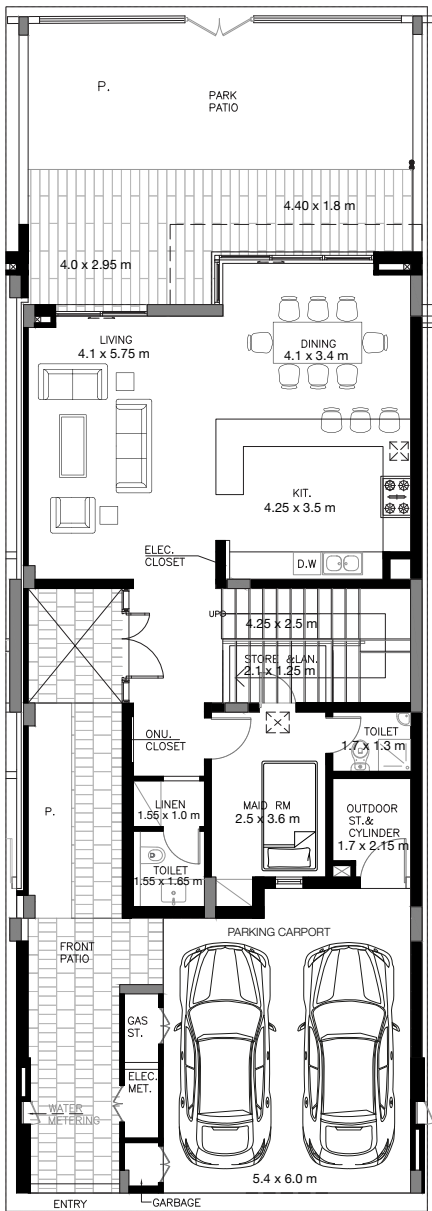 P.
PARK
PATIO
4.40 x 1.8 m
4.0 x 2.95 m
LIVING
4.1 x 5.75 m
DINING
4.1 x 3.4 m
KIT.
4.25 x 3.5 m
ELEC.
CLOSET
D.W
UP
4.25 x 2.5 m
STORE &LAN.
2.1 x 1.25 m
ONU.
CLOSET
TOILET
1.7 x 1.3 m
P.
LINEN
1.55 x 1.0 m
MAID RM
2.5 x 3.6 m
OUTDOOR
ST.&
CYLINDER
1.7 x 2.15 m
TOILET
1.55 x 1.65 m
FRONT
PATIO
PARKING CARPORT
GAS
ST.
ELEC.
MET.
WATER
METERING
5.4 x 6.0 m
ENTRY
GARBAGE